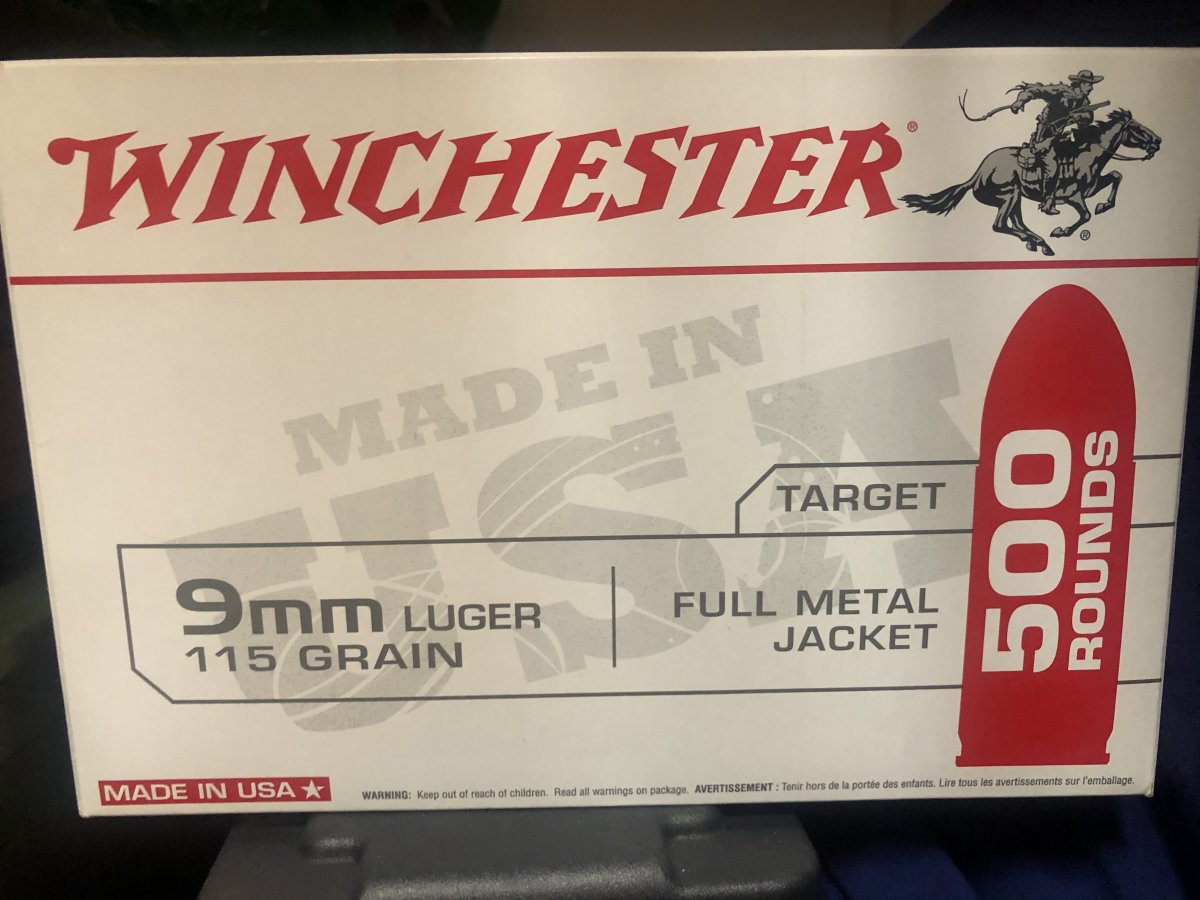 WINCHESTER®
®
MADE IN
USA
TARGET
9mm LUGER
115 GRAIN
FULL METAL
JACKET
500
ROUNDS
MADE IN USA ★
WARNING: Keep out of reach of children. Read all warnings on package. AVERTISSEMENT : Tenir hors de la portée des enfants. Lire tous les avertissements sur l'emballage.